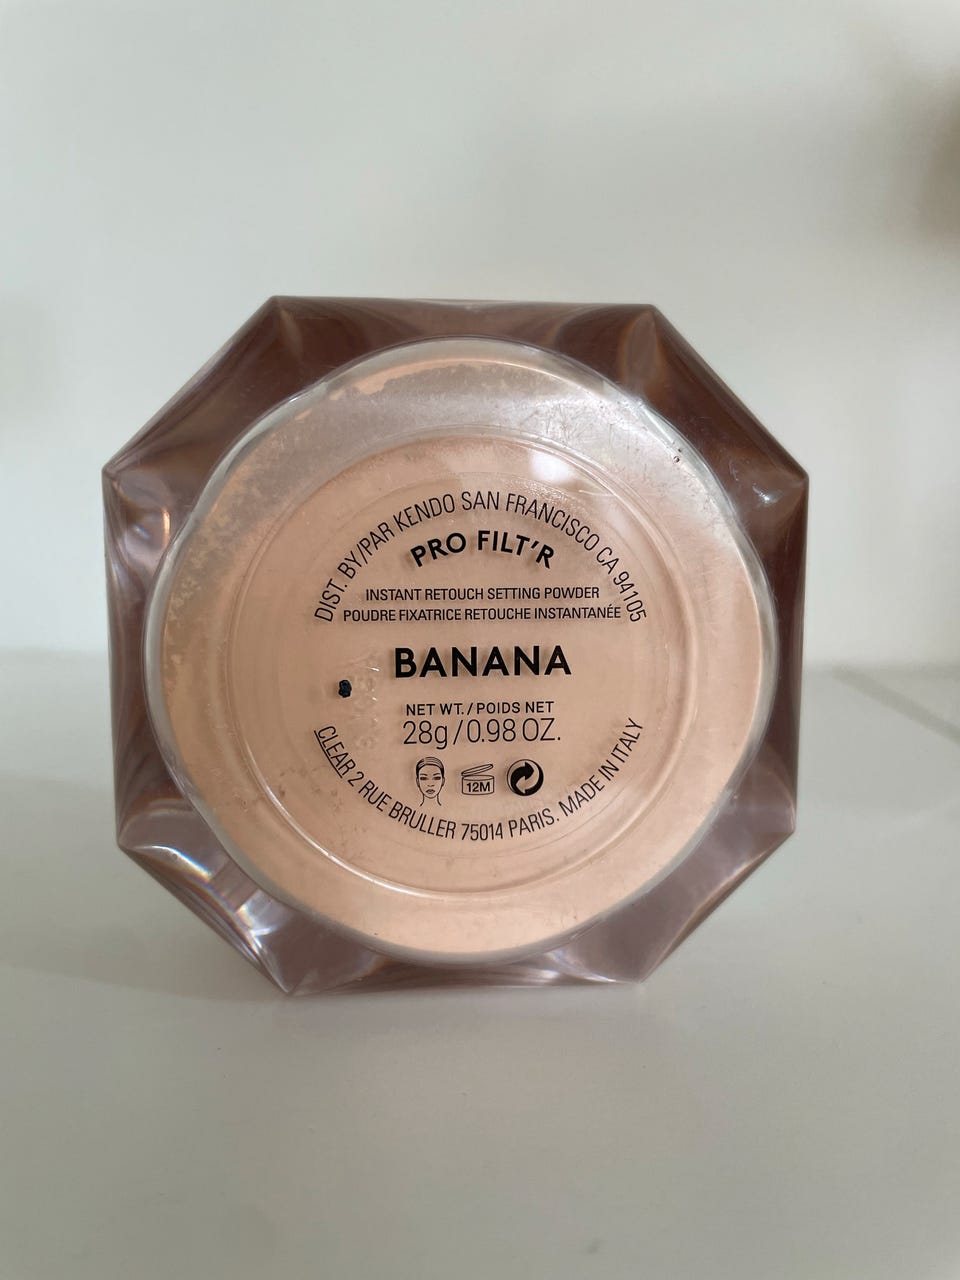 DIST. BY/PAR KENDO SAN FRANCISCO CA 94105
PRO FILT'R
INSTANT RETOUCH SETTING POWDER
POUDRE FIXATRICE RETOUCHE INSTANTANÉE
BANANA
NET WT. / POIDS NET
28g/0.98 OZ.
12M
CLEAR 2 RUE BRULLER 75014 PARIS. MADE IN ITALY